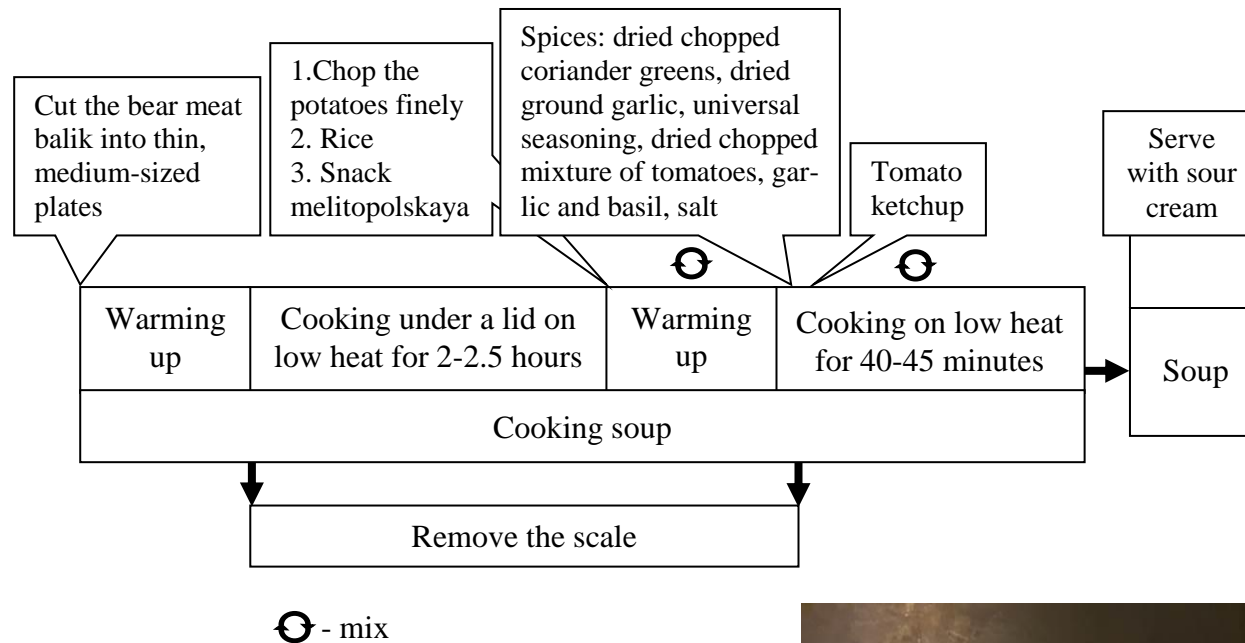 Cut the bear meat
balik into thin,
medium-sized
plates
1.Chop the
potatoes finely
2. Rice
3. Snack
melitopolskaya
Spices: dried chopped
coriander greens, dried
ground garlic, universal
seasoning, dried chopped
mixture of tomatoes, gar-
lic and basil, salt
Tomato
ketchup
Serve
with sour
cream
Warming
up
Cooking under a lid on
low heat for 2-2.5 hours
Warming
up
Cooking on low heat
for 40-45 minutes
Soup
Cooking soup
Remove the scale
- mix